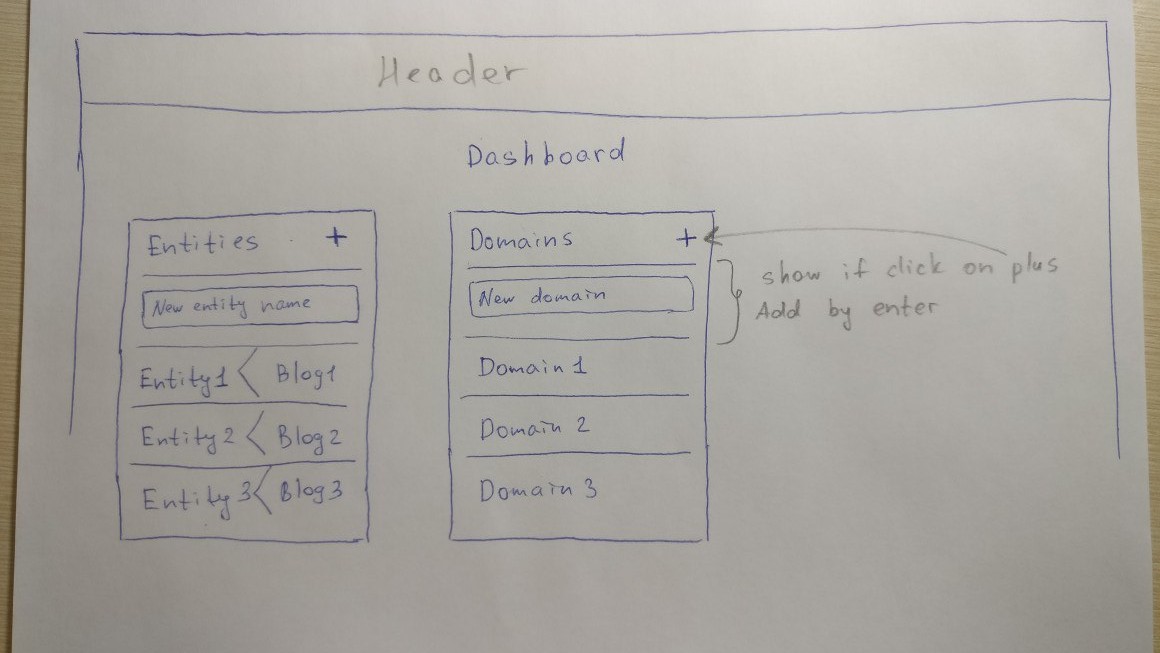 Header
Dashboard
Entities +
New entity name
Entity1 < Blog1
Entity2 < Blog2
Entity3 < Blog3
Domains +
New domain
Domain 1
Domain 2
Domain 3
show if click on plus
Add by enter